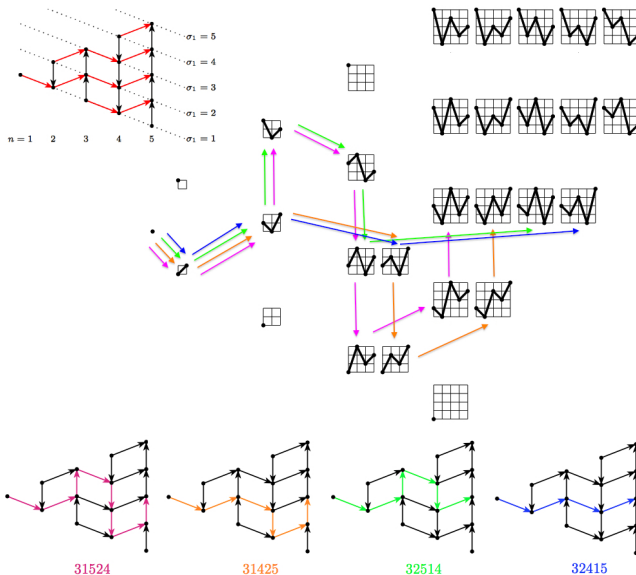 σ₁ = 5
σ₁ = 4
σ₁ = 3
σ₁ = 2
n = 1 2 3 4 5 σ₁ = 1
31524 31425 32514 32415